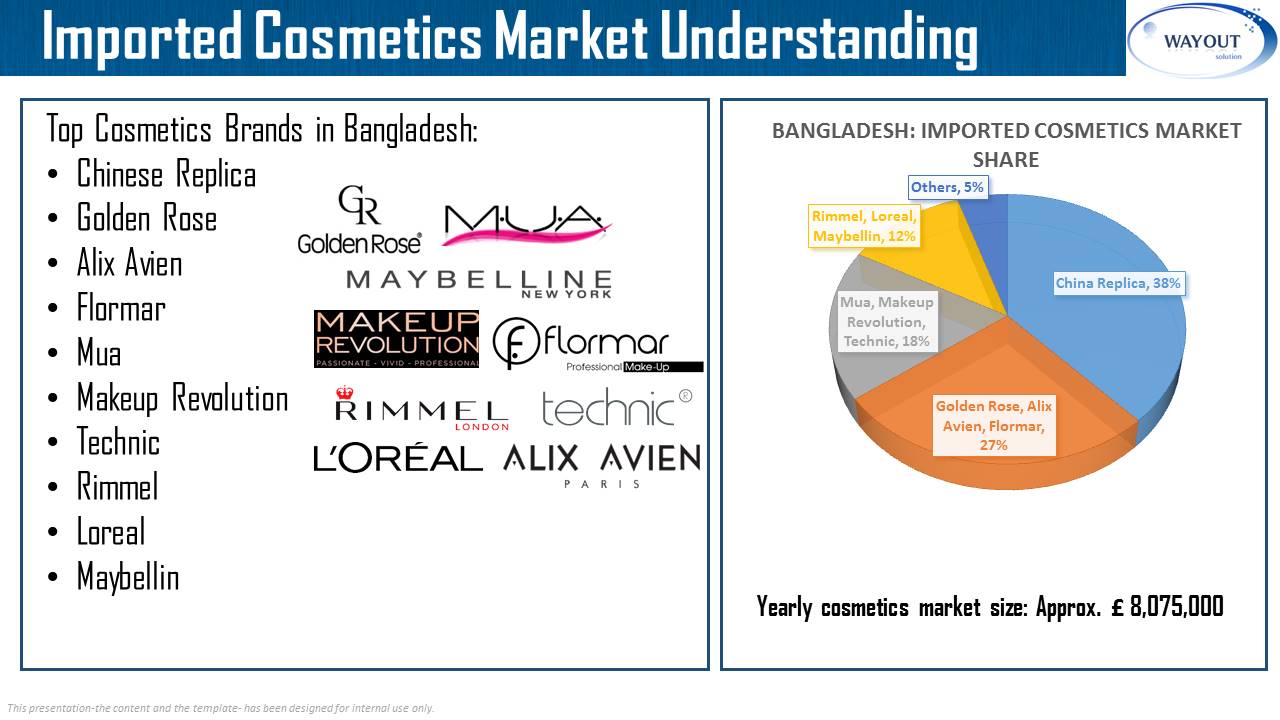 Imported Cosmetics Market Understanding
WAYOUT
solution
Top Cosmetics Brands in Bangladesh:
• Chinese Replica
• Golden Rose
• Alix Avien
• Flormar
• Mua
• Makeup Revolution
• Technic
• Rimmel
• Loreal
• Maybellin
GR
Golden Rose®
M.U.A
MAYBELLINE
NEW YORK
MAKEUP
REVOLUTION
PASSIONATE - VIVID - PROFESSIONAL
flormar
Professional Make-Up
RIMMEL
LONDON
technic®
L'ORÉAL
ALIX AVIEN
PARIS
BANGLADESH: IMPORTED COSMETICS MARKET
SHARE
Others, 5%
Rimmel, Loreal,
Maybellin, 12%
China Replica, 38%
Mua, Makeup
Revolution,
Technic, 18%
Golden Rose, Alix
Avien, Flormar,
27%
Yearly cosmetics market size: Approx. £ 8,075,000
This presentation-the content and the template- has been designed for internal use only.